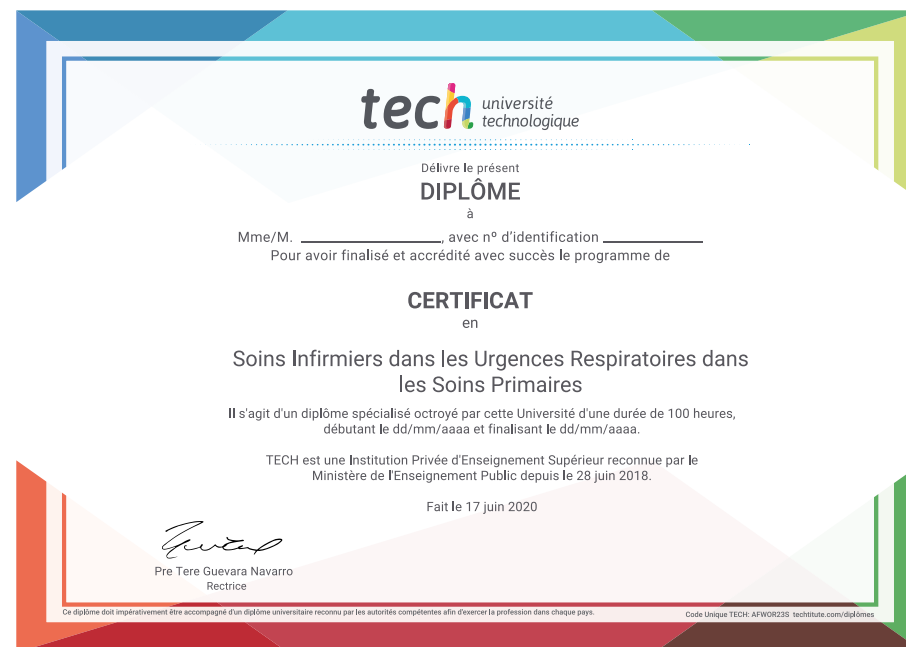 tech université
technologique
Délivre le présent
DIPLÔME
à
Mme/M. ____________________, avec nº d'identification ______________
Pour avoir finalisé et accrédité avec succès le programme de
CERTIFICAT
en
Soins Infirmiers dans les Urgences Respiratoires dans
les Soins Primaires
Il s'agit d'un diplôme spécialisé octroyé par cette Université d'une durée de 100 heures,
débutant le dd/mm/aaaa et finalisant le dd/mm/aaaa.
TECH est une Institution Privée d'Enseignement Supérieur reconnue par le
Ministère de l'Enseignement Public depuis le 28 juin 2018.
Fait le 17 juin 2020
Pre Tere Guevara Navarro
Rectrice
Ce diplôme doit impérativement être accompagné d'un diplôme universitaire reconnu par les autorités compétentes afin d'exercer la profession dans chaque pays.
Code Unique TECH: AFWOR23S techtitute.com/diplômes